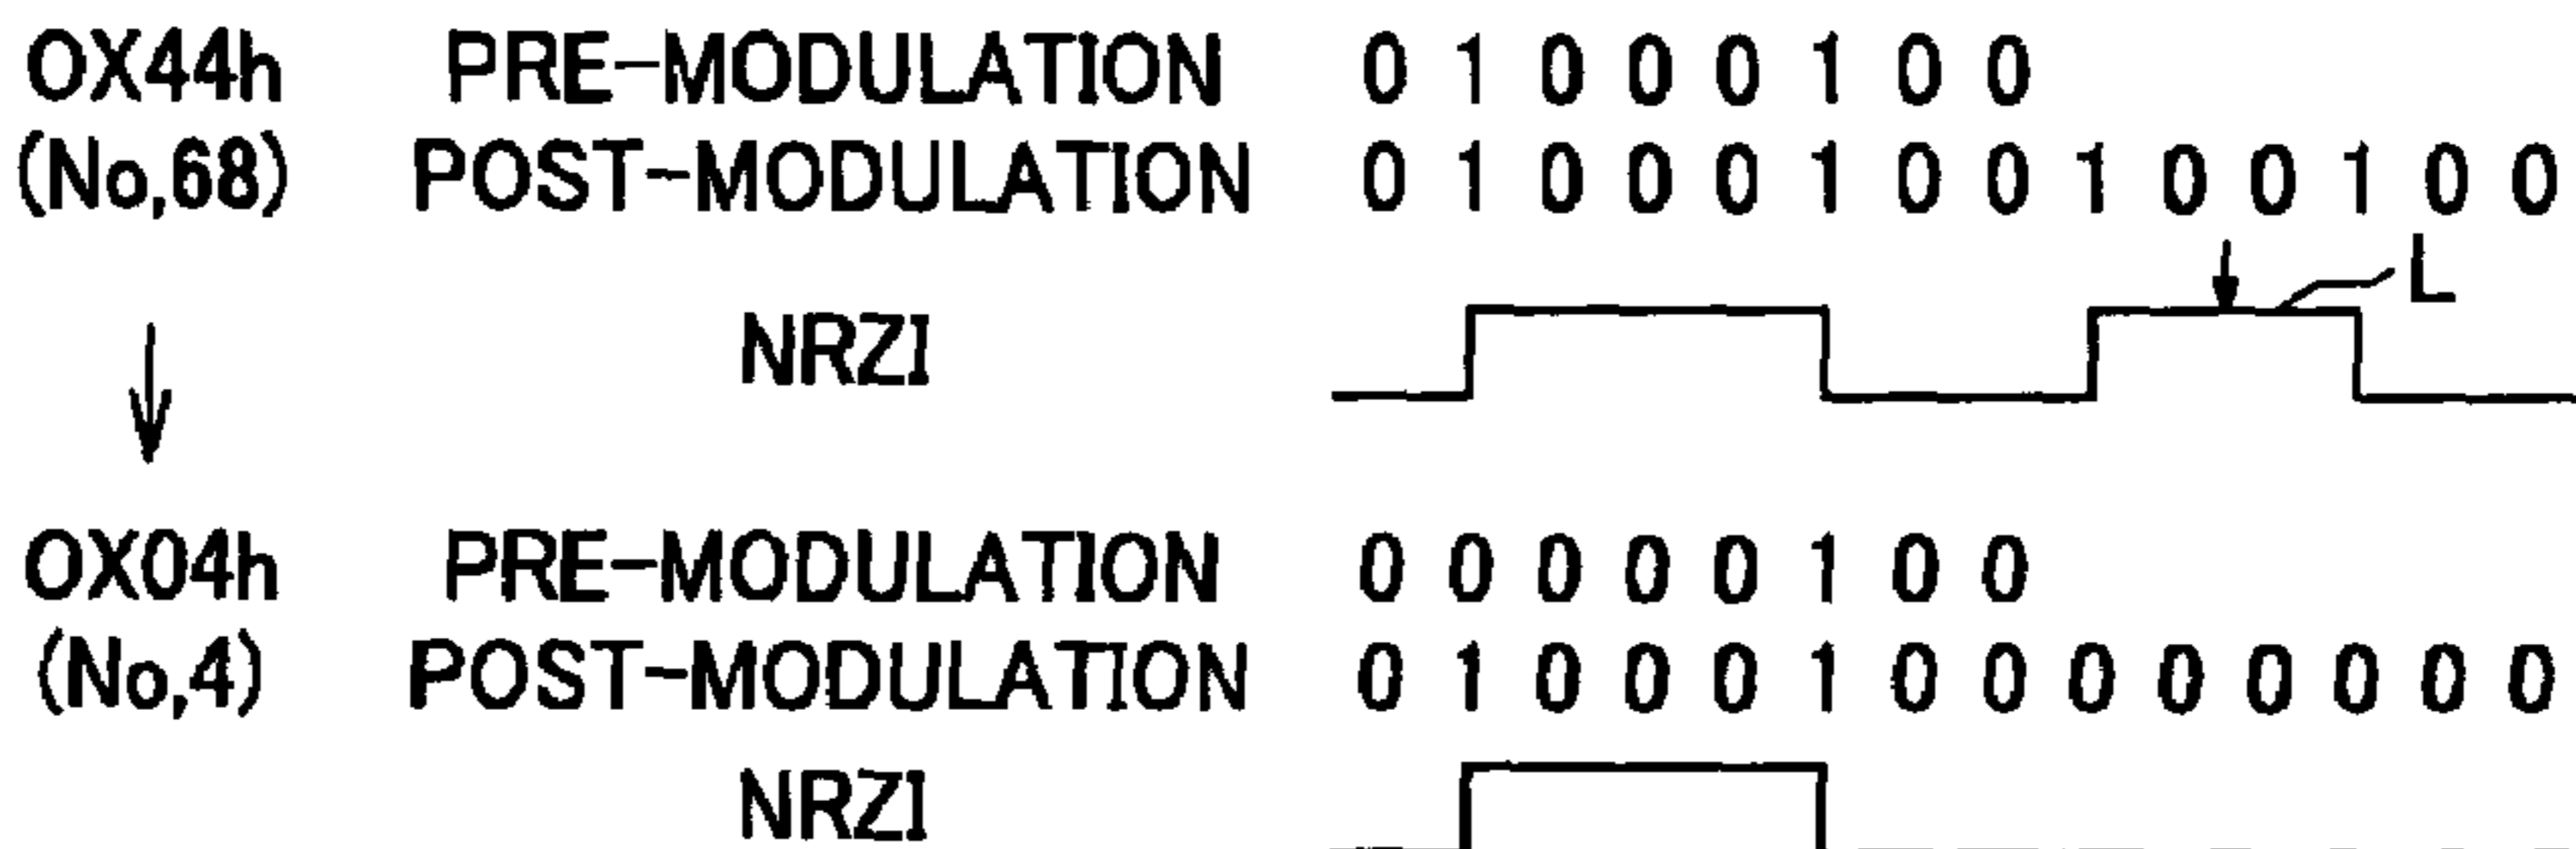 OX44h PRE-MODULATION 0 1 0 0 0 1 0 0
(No,68) POST-MODULATION 0 1 0 0 0 1 0 0 1 0 0 1 0 0
L
NRZI
OX04h PRE-MODULATION 0 0 0 0 0 1 0 0
(No,4) POST-MODULATION 0 1 0 0 0 1 0 0 0 0 0 0 0 0
NRZI